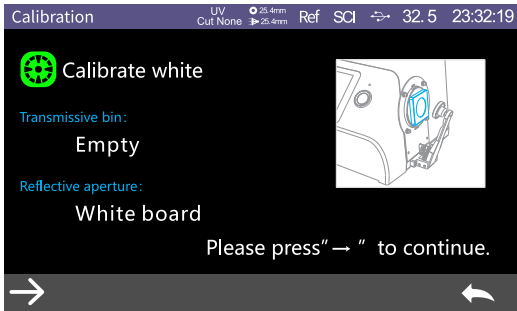 Calibration UV Cut None 25.4mm 25.4mm Ref SCI 32.5 23:32:19
Calibrate white
Transmissive bin:
Empty
Reflective aperture:
White board
Please press"→ " to continue.